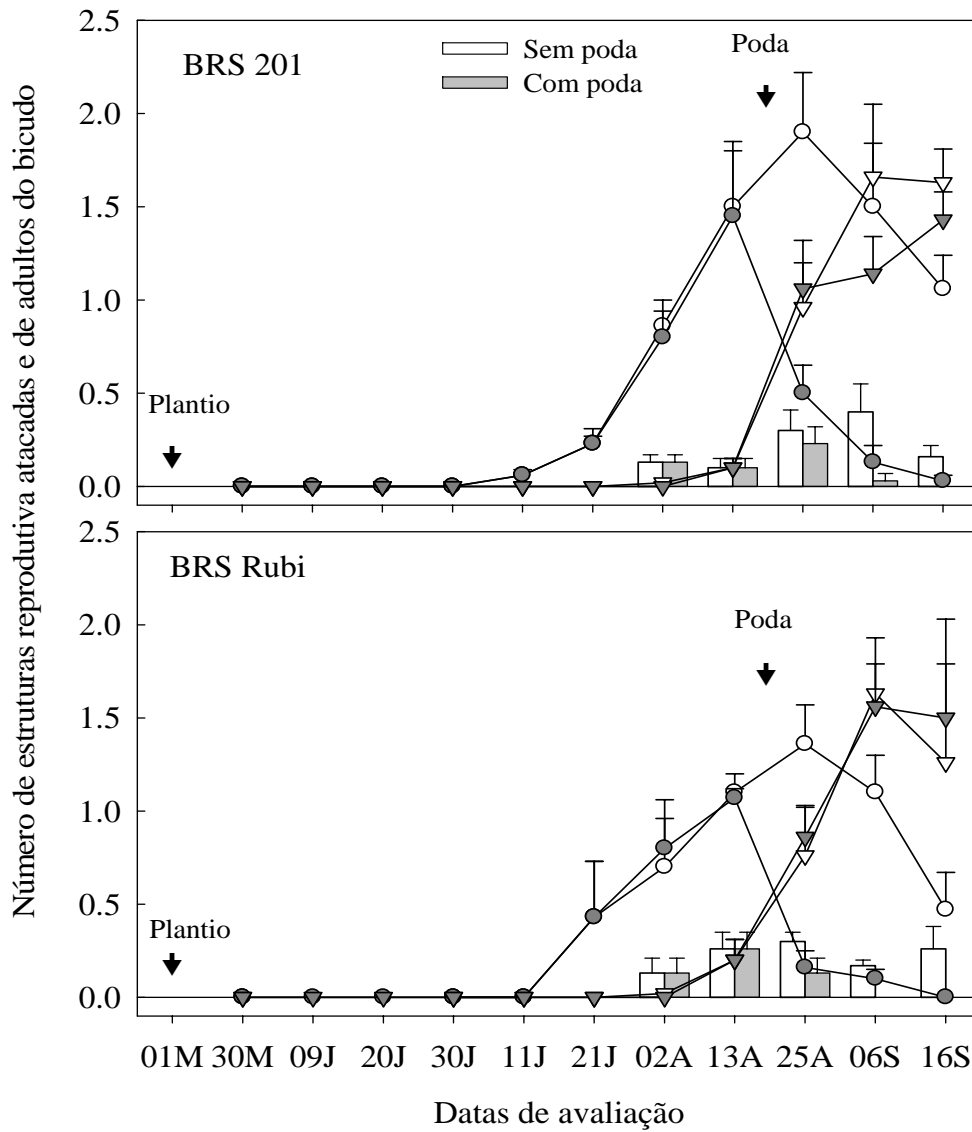 Número de estruturas reprodutiva atacadas e de adultos do bicudo
2.5
2.0
1.5
1.0
0.5
0.0
BRS 201
Sem poda
Com poda
Poda
Plantio
2.5
2.0
1.5
1.0
0.5
0.0
BRS Rubi
Poda
Plantio
01M 30M 09J 20J 30J 11J 21J 02A 13A 25A 06S 16S
Datas de avaliação